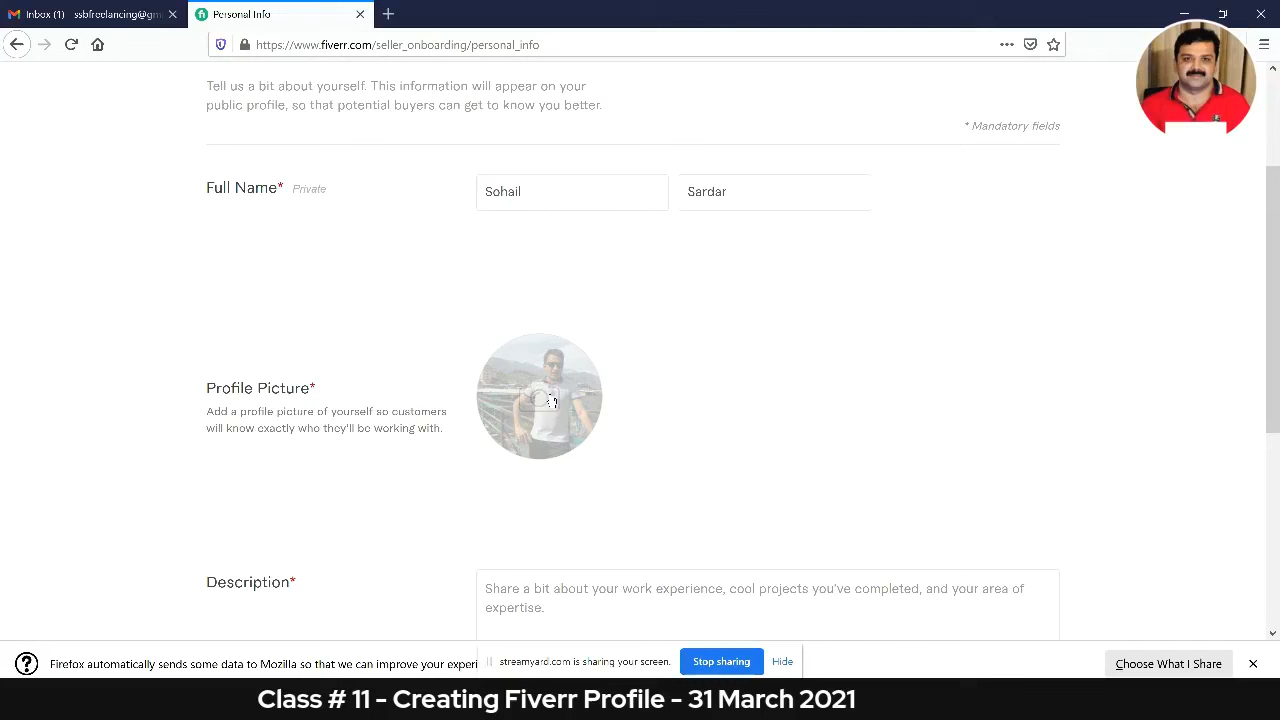 Inbox (1) - ssbfreelancing@gm
Personal Info
https://www.fiverr.com/seller_onboarding/personal_info
Tell us a bit about yourself. This information will appear on your
public profile, so that potential buyers can get to know you better.
* Mandatory fields
Full Name* Private
Sohail
Sardar
Profile Picture*
Add a profile picture of yourself so customers
will know exactly who they'll be working with.
Description*
Share a bit about your work experience, cool projects you've completed, and your area of
expertise.
Firefox automatically sends some data to Mozilla so that we can improve your exper
streamyard.com is sharing your screen.
Stop sharing
Hide
Choose What I Share
Class # 11 - Creating Fiverr Profile - 31 March 2021